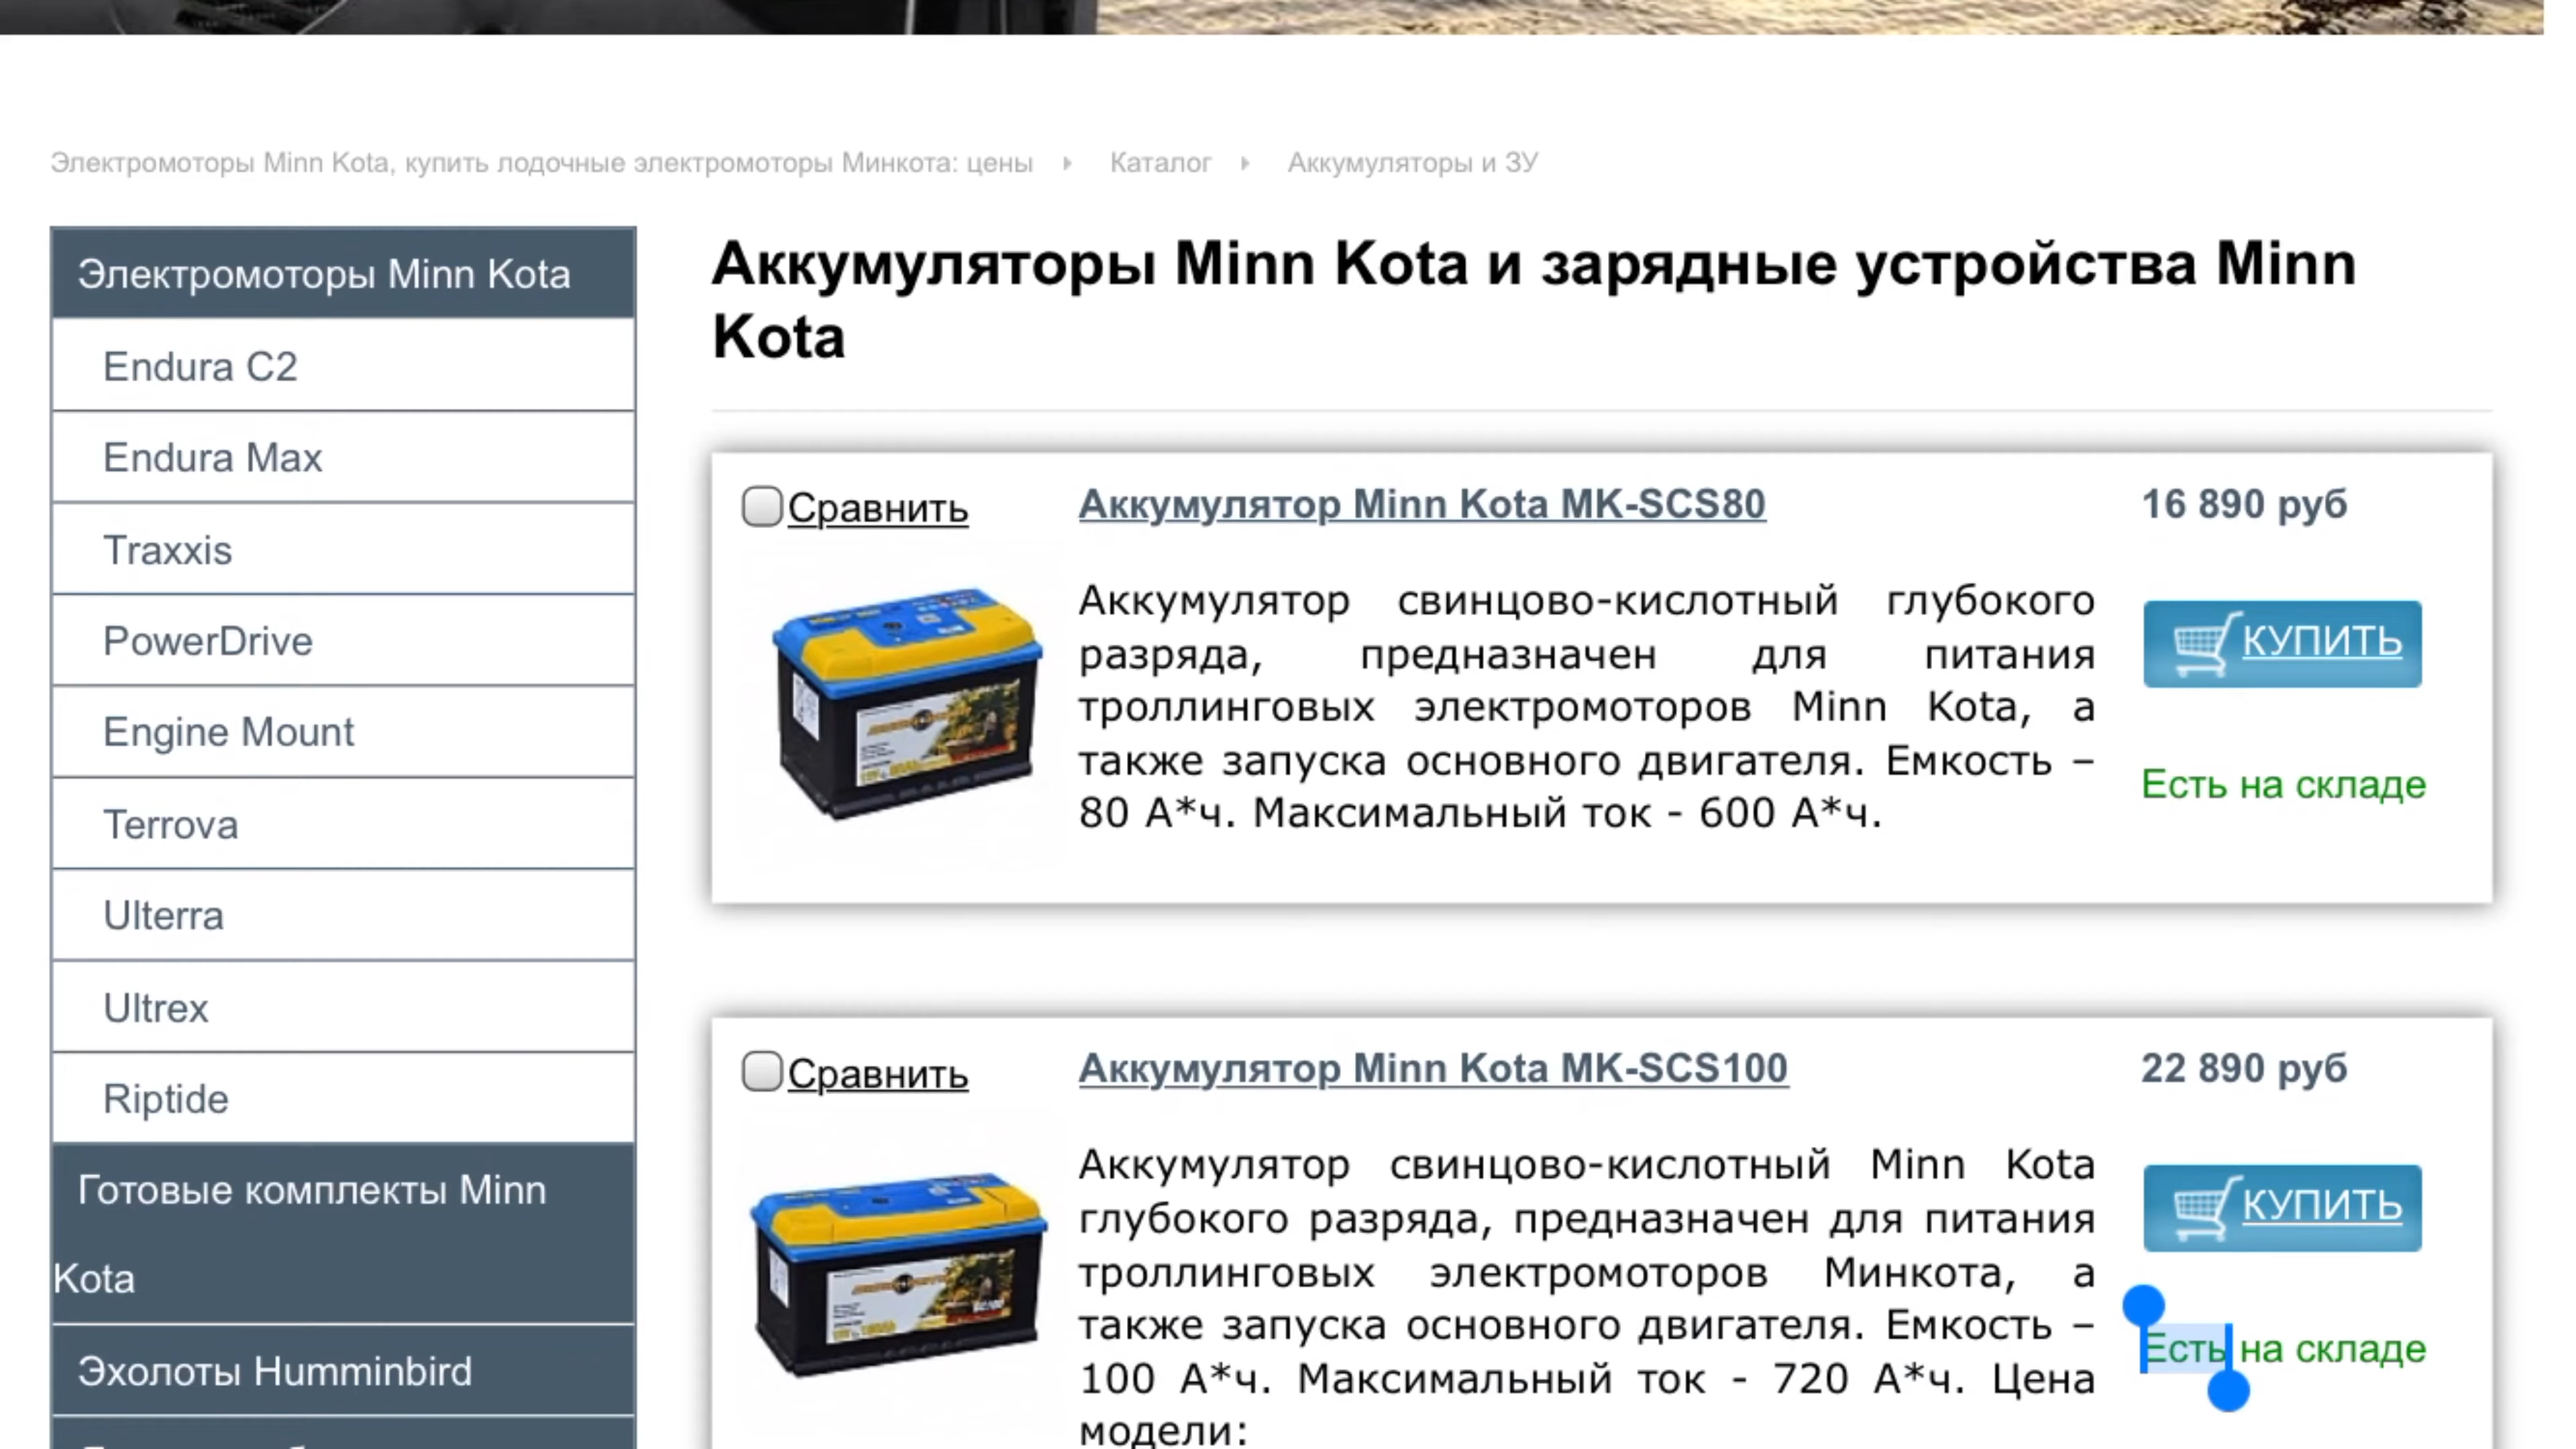 Электромоторы Minn Kota, купить лодочные электромоторы Минкота: цены Каталог Аккумуляторы и ЗУ
Электромоторы Minn Kota
Endura C2
Endura Max
Traxxis
PowerDrive
Engine Mount
Terrova
Ulterra
Ultrex
Riptide
Готовые комплекты Minn
Kota
Эхолоты Humminbird
Аккумуляторы Minn Kota и зарядные устройства Minn
Kota
Сравнить
Аккумулятор Minn Kota MK-SCS80
16 890 руб
Аккумулятор свинцово-кислотный глубокого
разряда, предназначен для питания
троллинговых электромоторов Minn Kota, а
также запуска основного двигателя. Емкость –
80 А*ч. Максимальный ток - 600 А*ч.
КУПИТЬ
Есть на складе
Сравнить
Аккумулятор Minn Kota MK-SCS100
22 890 руб
Аккумулятор свинцово-кислотный Minn Kota
глубокого разряда, предназначен для питания
троллинговых электромоторов Минкота, а
также запуска основного двигателя. Емкость –
100 А*ч. Максимальный ток - 720 А*ч. Цена
модели:
КУПИТЬ
Есть на складе